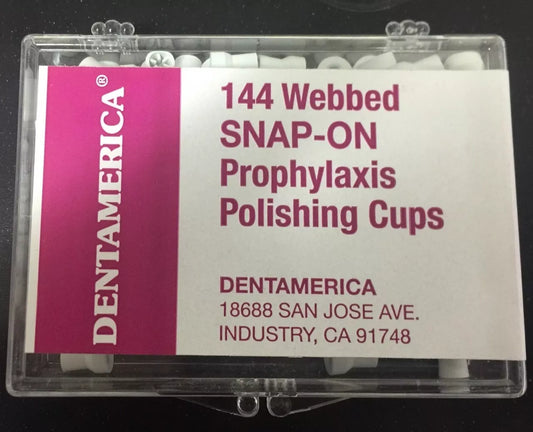 DENTAMERICA®
144 Webbed
SNAP-ON
Prophylaxis
Polishing Cups
DENTAMERICA
18688 SAN JOSE AVE.
INDUSTRY, CA 91748